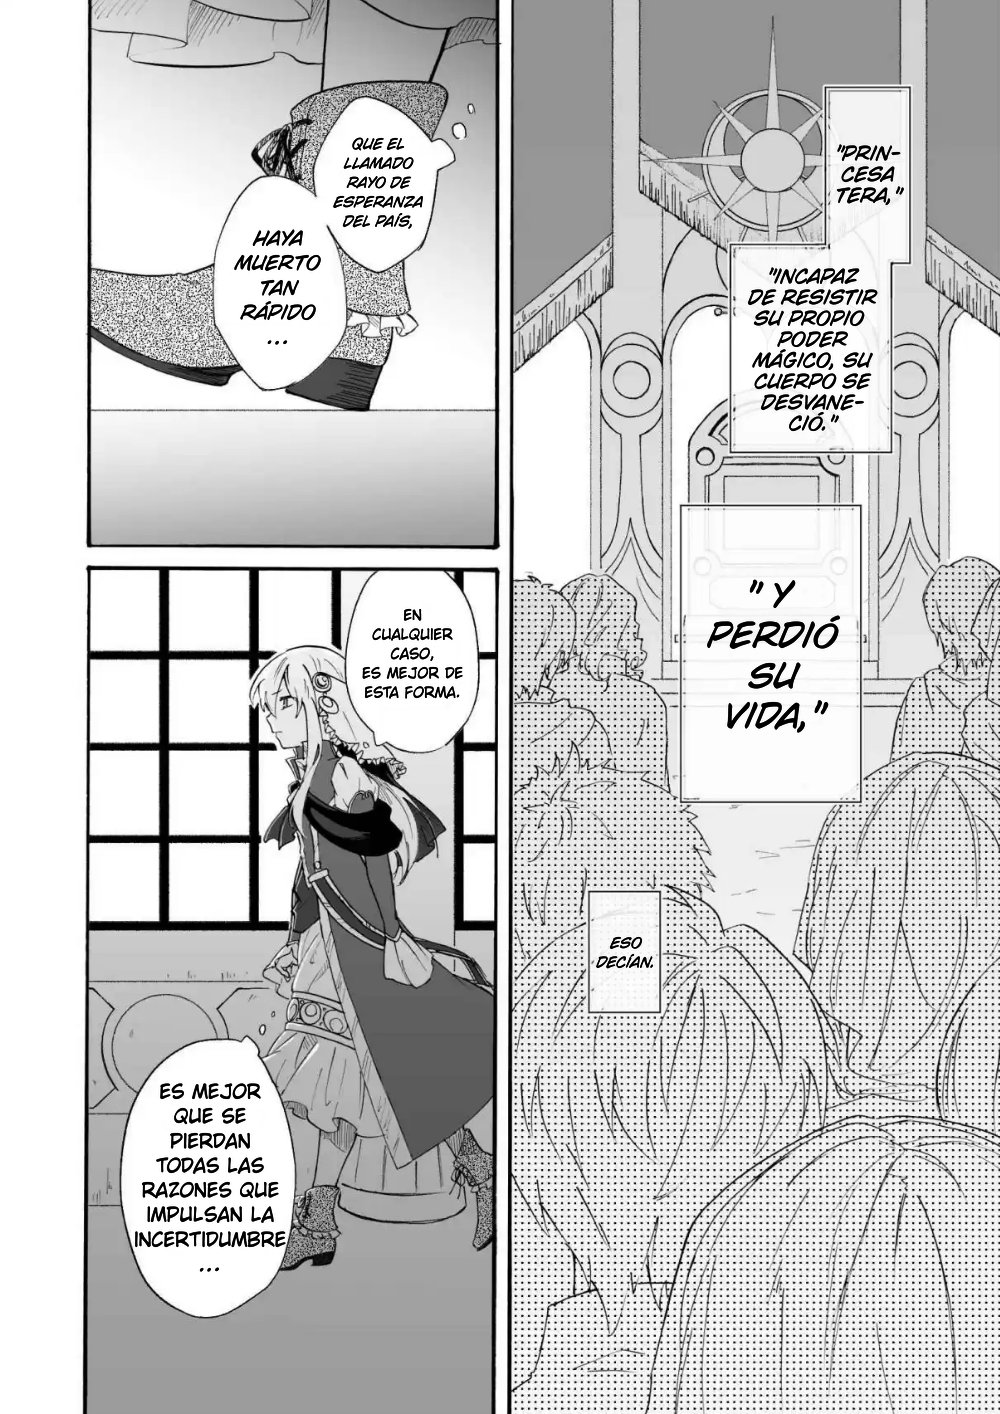 "PRIN-
CESA
TERA,"
"INCAPAZ
DE RESISTIR
SU PROPIO
PODER
MÁGICO, SU
CUERPO SE
DESVANE-
CIÓ."
" Y
PERDIÓ
SU
VIDA,"
ESO
DECÍAN.
QUE EL
LLAMADO
RAYO DE
ESPERANZA
DEL PAÍS,
HAYA
MUERTO
TAN
RÁPIDO
...
EN
CUALQUIER
CASO,
ES MEJOR DE
ESTA FORMA.
ES MEJOR
QUE SE
PIERDAN
TODAS LAS
RAZONES QUE
IMPULSAN LA
INCERTIDUMBRE
...